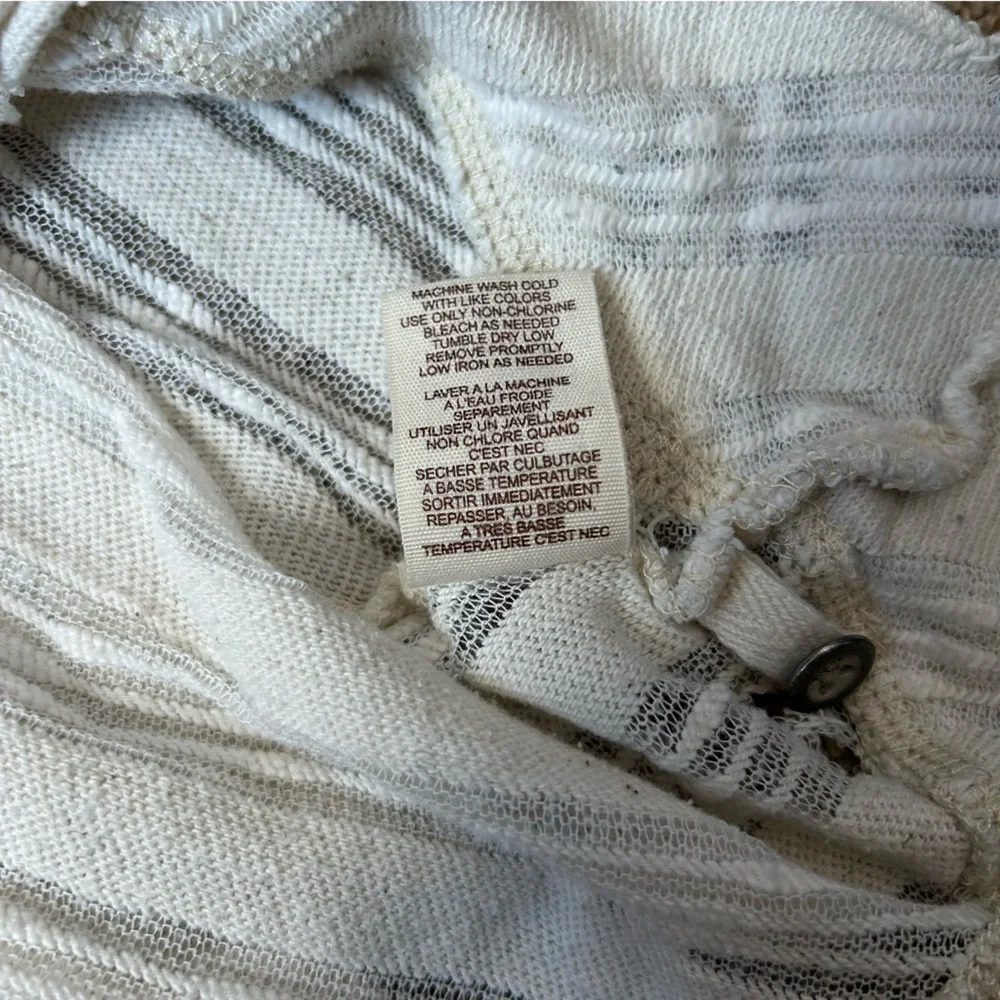 MACHINE WASH COLD
WITH LIKE COLORS
USE ONLY NON-CHLORINE
BLEACH AS NEEDED
TUMBLE DRY LOW
REMOVE PROMPTLY
LOW IRON AS NEEDED
LAVER A LA MACHINE
A L'EAU FROIDE
SEPAREMENT
UTILISER UN JAVELLISANT
NON CHLORE QUAND
C'EST NEC
SECHER PAR CULBUTAGE
A BASSE TEMPERATURE
SORTIR IMMEDIATEMENT
REPASSER, AU BESOIN,
A TRES BASSE
TEMPERATURE C'EST NEC